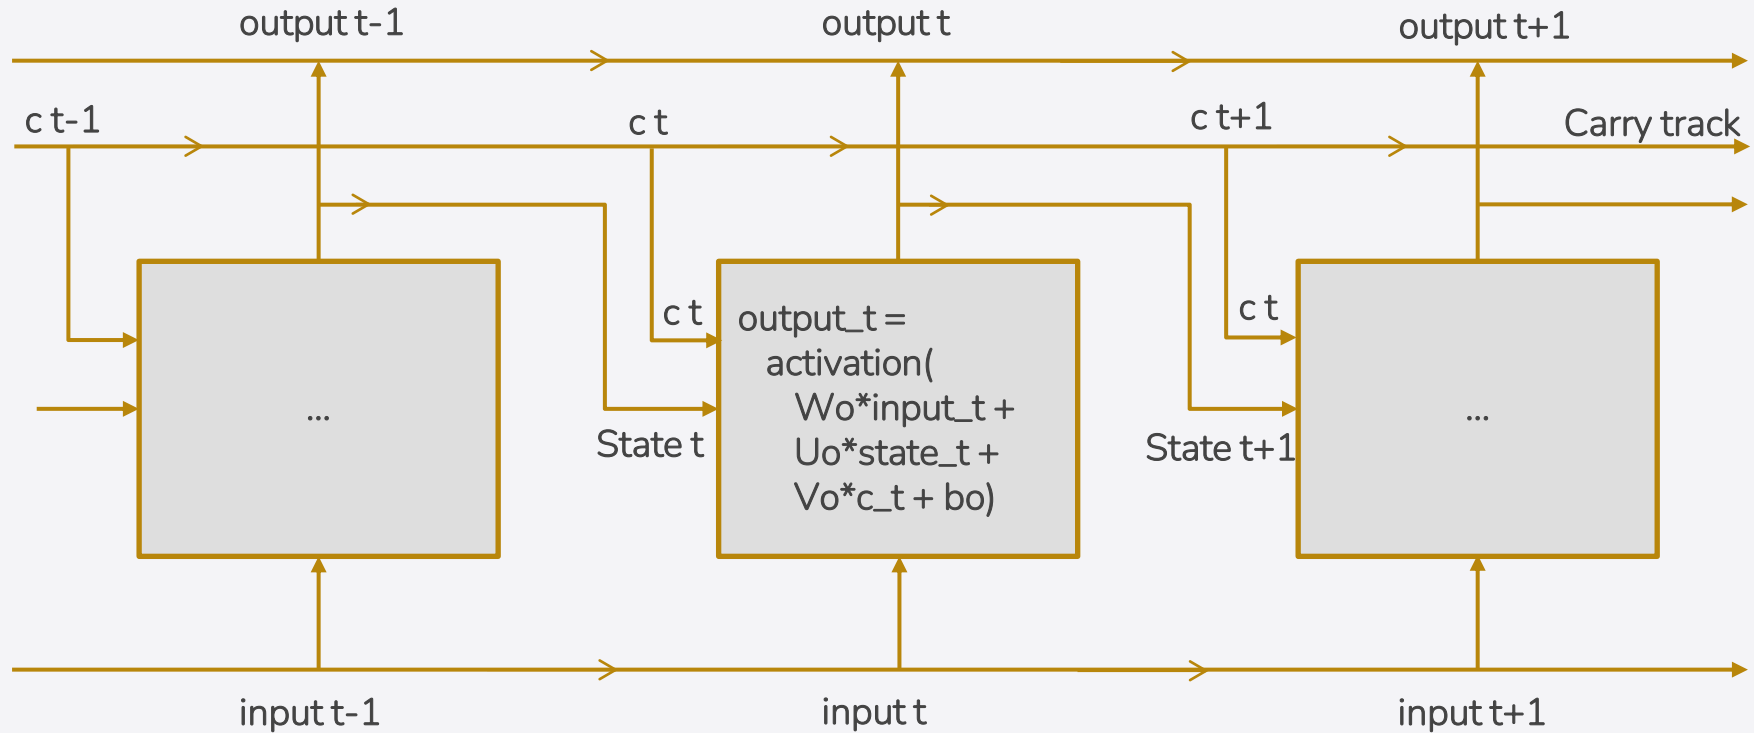 output t-1
output t
output t+1
c t-1
c t
c t+1
Carry track
c t
c t
output_t =
activation(
Wo*input_t +
Uo*state_t +
Vo*c_t + bo)
...
...
State t
State t+1
input t-1
input t
input t+1